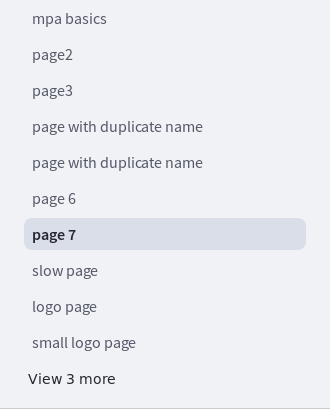 mpa basics
page2
page3
page with duplicate name
page with duplicate name
page 6
page 7
slow page
logo page
small logo page
View 3 more